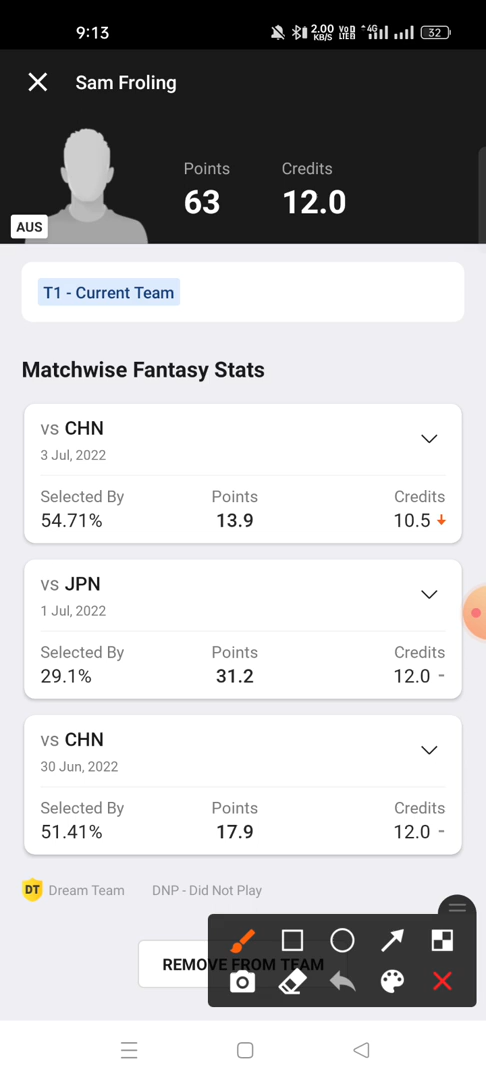 9:13
2.00 KB/S
VoD LTE
4G
32
Sam Froling
Points
Credits
63
12.0
AUS
T1 - Current Team
Matchwise Fantasy Stats
vs CHN
3 Jul, 2022
Selected By
Points
Credits
54.71%
13.9
10.5
vs JPN
1 Jul, 2022
Selected By
Points
Credits
29.1%
31.2
12.0 -
vs CHN
30 Jun, 2022
Selected By
Points
Credits
51.41%
17.9
12.0 -
DT Dream Team
DNP - Did Not Play
REMOVE FROM TEAM